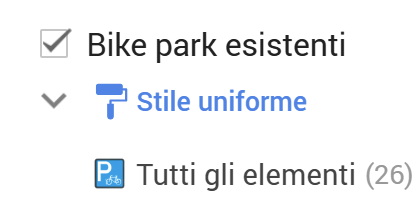 Bike park esistenti
Stile uniforme
P Tutti gli elementi (26)